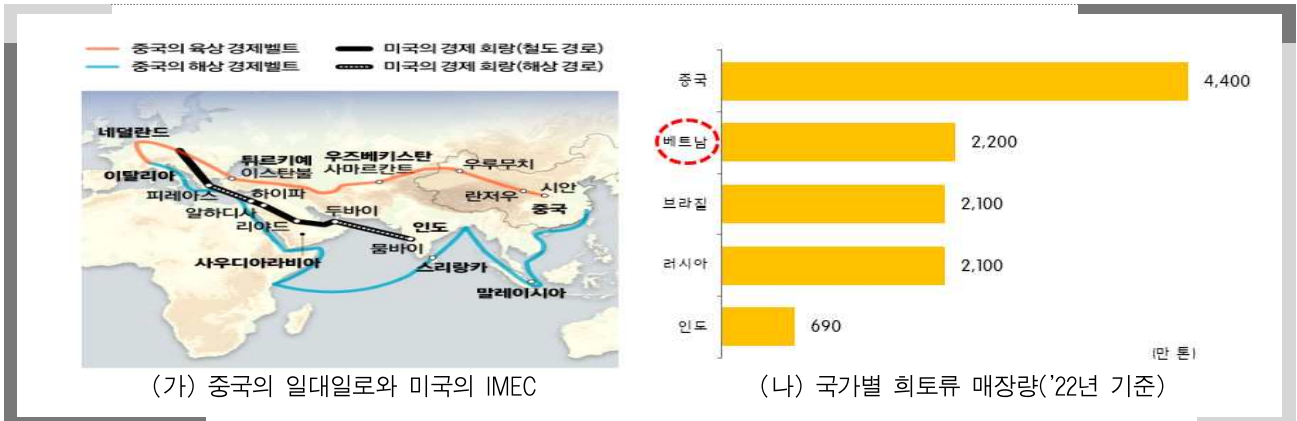 중국의 육상 경제벨트
미국의 경제 회랑(철도 경로)
중국의 해상 경제벨트
미국의 경제 회랑(해상 경로)
네덜란드
튀르키예
이스탄불
우즈베키스탄
사마르칸트
우루무치
이탈리아
피레아스
하이파
란저우
시안
알하디사
리야드
두바이
인도
중국
뭄바이
사우디아라비아
스리랑카
말레이시아
(가) 중국의 일대일로와 미국의 IMEC
중국
4,400
베트남
2,200
브라질
2,100
러시아
2,100
인도
690
(만 톤)
(나) 국가별 희토류 매장량('22년 기준)